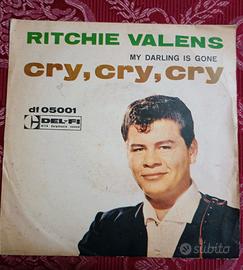 RITCHIE VALENS
MY DARLING IS GONE
cry, cry, cry
df 05001
DEL-FI
subito